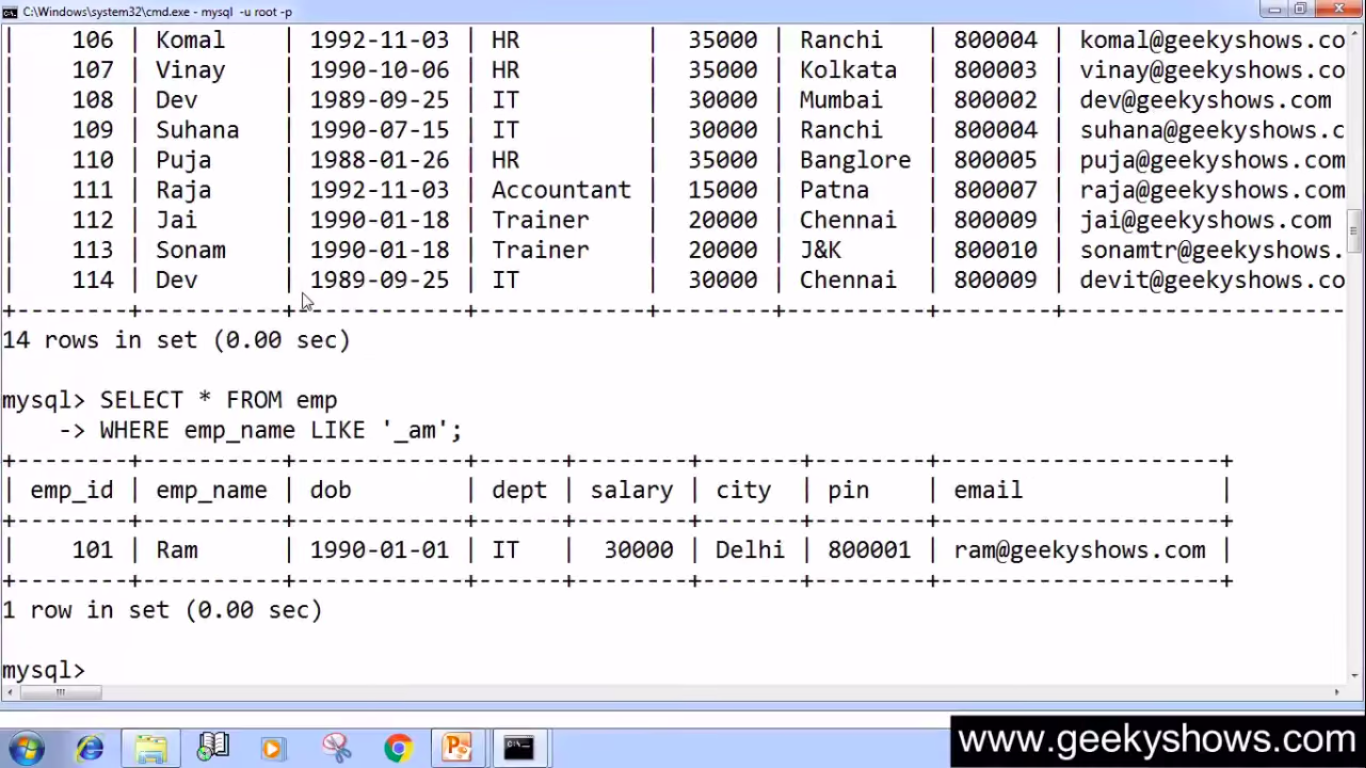 C:\Windows\system32\cmd.exe - mysql -u root -p
| 106 | Komal | 1992-11-03 | HR | 35000 | Ranchi | 800004 | komal@geekyshows.co
| 107 | Vinay | 1990-10-06 | HR | 35000 | Kolkata | 800003 | vinay@geekyshows.co
| 108 | Dev | 1989-09-25 | IT | 30000 | Mumbai | 800002 | dev@geekyshows.com
| 109 | Suhana | 1990-07-15 | IT | 30000 | Ranchi | 800004 | suhana@geekyshows.c
| 110 | Puja | 1988-01-26 | HR | 35000 | Banglore | 800005 | puja@geekyshows.com
| 111 | Raja | 1992-11-03 | Accountant | 15000 | Patna | 800007 | raja@geekyshows.com
| 112 | Jai | 1990-01-18 | Trainer | 20000 | Chennai | 800009 | jai@geekyshows.com
| 113 | Sonam | 1990-01-18 | Trainer | 20000 | J&K | 800010 | sonamtr@geekyshows.
| 114 | Dev | 1989-09-25 | IT | 30000 | Chennai | 800009 | devit@geekyshows.co
14 rows in set (0.00 sec)
mysql> SELECT * FROM emp
-> WHERE emp_name LIKE '_am';
| emp_id | emp_name | dob | dept | salary | city | pin | email |
| 101 | Ram | 1990-01-01 | IT | 30000 | Delhi | 800001 | ram@geekyshows.com |
1 row in set (0.00 sec)
mysql>
www.geekyshows.com